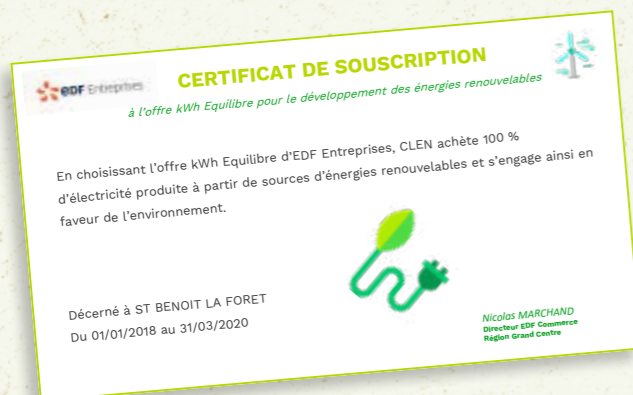 eDF Entreprises
CERTIFICAT DE SOUSCRIPTION
à l'offre kWh Equilibre pour le développement des énergies renouvelables
En choisissant l'offre kWh Equilibre d'EDF Entreprises, CLEN achète 100 %
d'électricité produite à partir de sources d'énergies renouvelables et s'engage ainsi en
faveur de l'environnement.
Décerné à ST BENOIT LA FORET
Du 01/01/2018 au 31/03/2020
Nicolas MARCHAND
Directeur EDF Commerce
Région Grand Centre